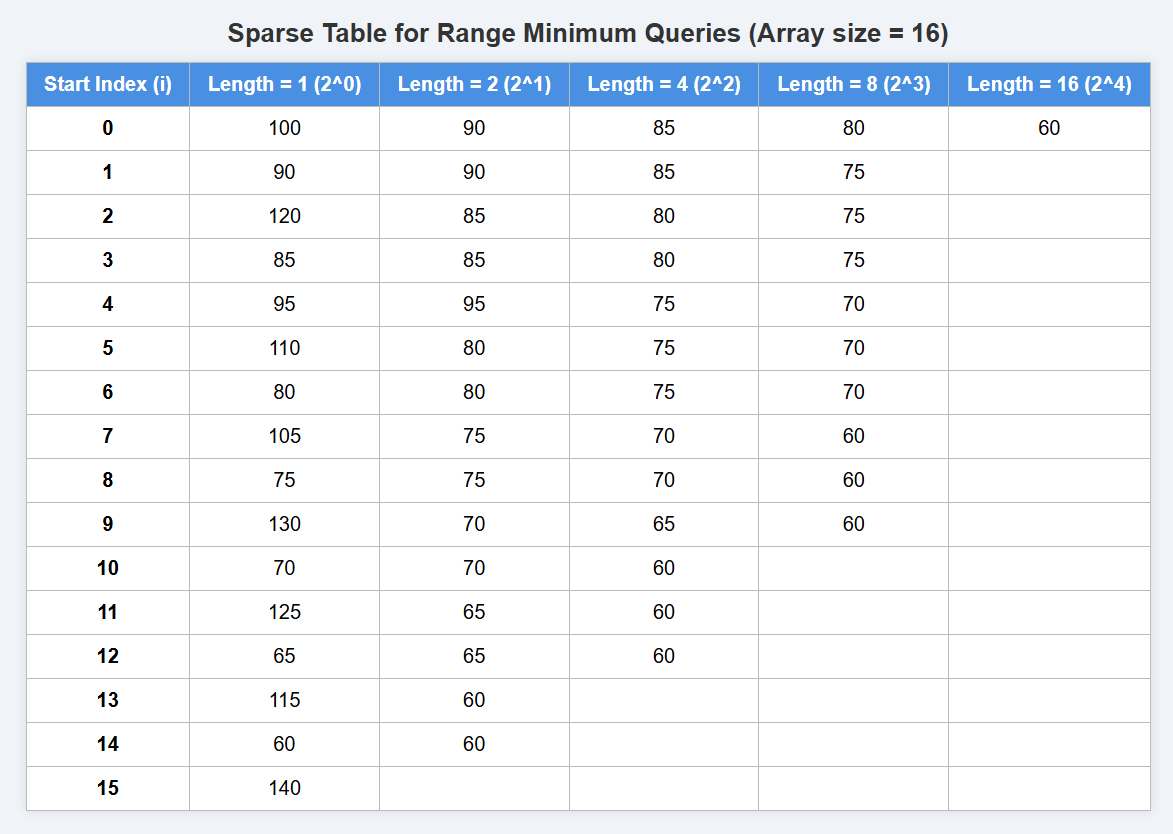 Sparse Table for Range Minimum Queries (Array size = 16)
Start Index (i) Length = 1 (2^0) Length = 2 (2^1) Length = 4 (2^2) Length = 8 (2^3) Length = 16 (2^4)
0 100 90 85 80 60
1 90 90 85 75
2 120 85 80 75
3 85 85 80 75
4 95 95 75 70
5 110 80 75 70
6 80 80 75 70
7 105 75 70 60
8 75 75 70 60
9 130 70 65 60
10 70 70 60
11 125 65 60
12 65 65 60
13 115 60
14 60 60
15 140